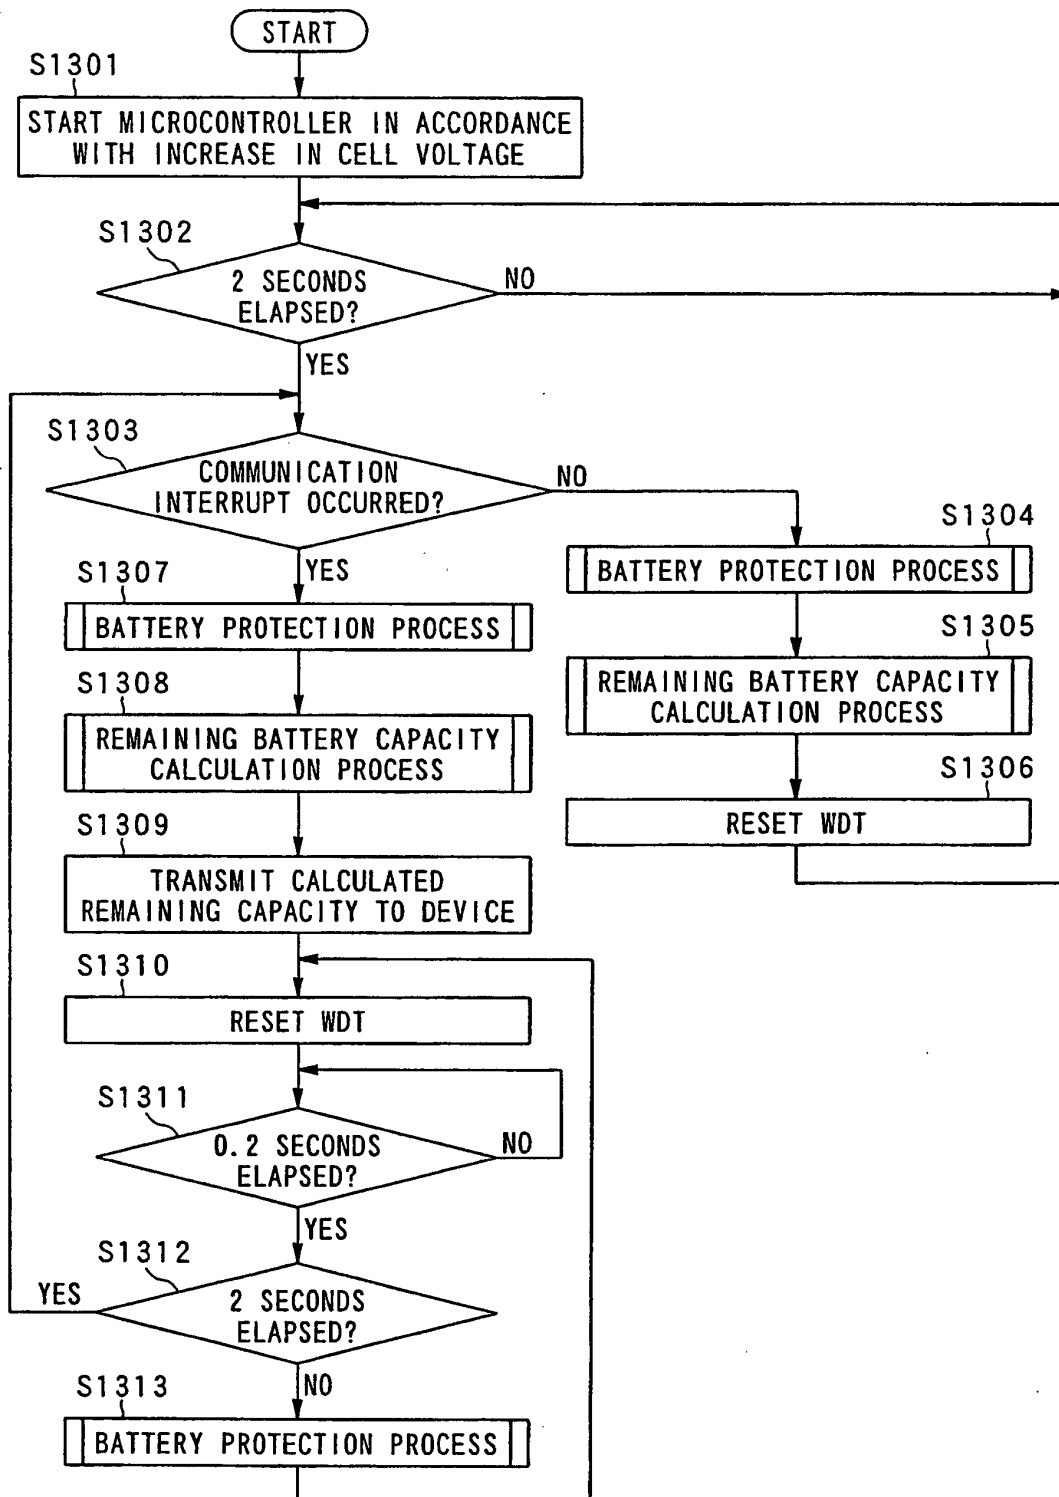 START
S1301
START MICROCONTROLLER IN ACCORDANCE
WITH INCREASE IN CELL VOLTAGE
S1302
2 SECONDS
ELAPSED?
NO
YES
S1303
COMMUNICATION
INTERRUPT OCCURRED?
NO
YES
S1304
BATTERY PROTECTION PROCESS
S1305
REMAINING BATTERY CAPACITY
CALCULATION PROCESS
S1306
RESET WDT
S1307
BATTERY PROTECTION PROCESS
S1308
REMAINING BATTERY CAPACITY
CALCULATION PROCESS
S1309
TRANSMIT CALCULATED
REMAINING CAPACITY TO DEVICE
S1310
RESET WDT
S1311
0.2 SECONDS
ELAPSED?
NO
YES
S1312
2 SECONDS
ELAPSED?
YES
NO
S1313
BATTERY PROTECTION PROCESS